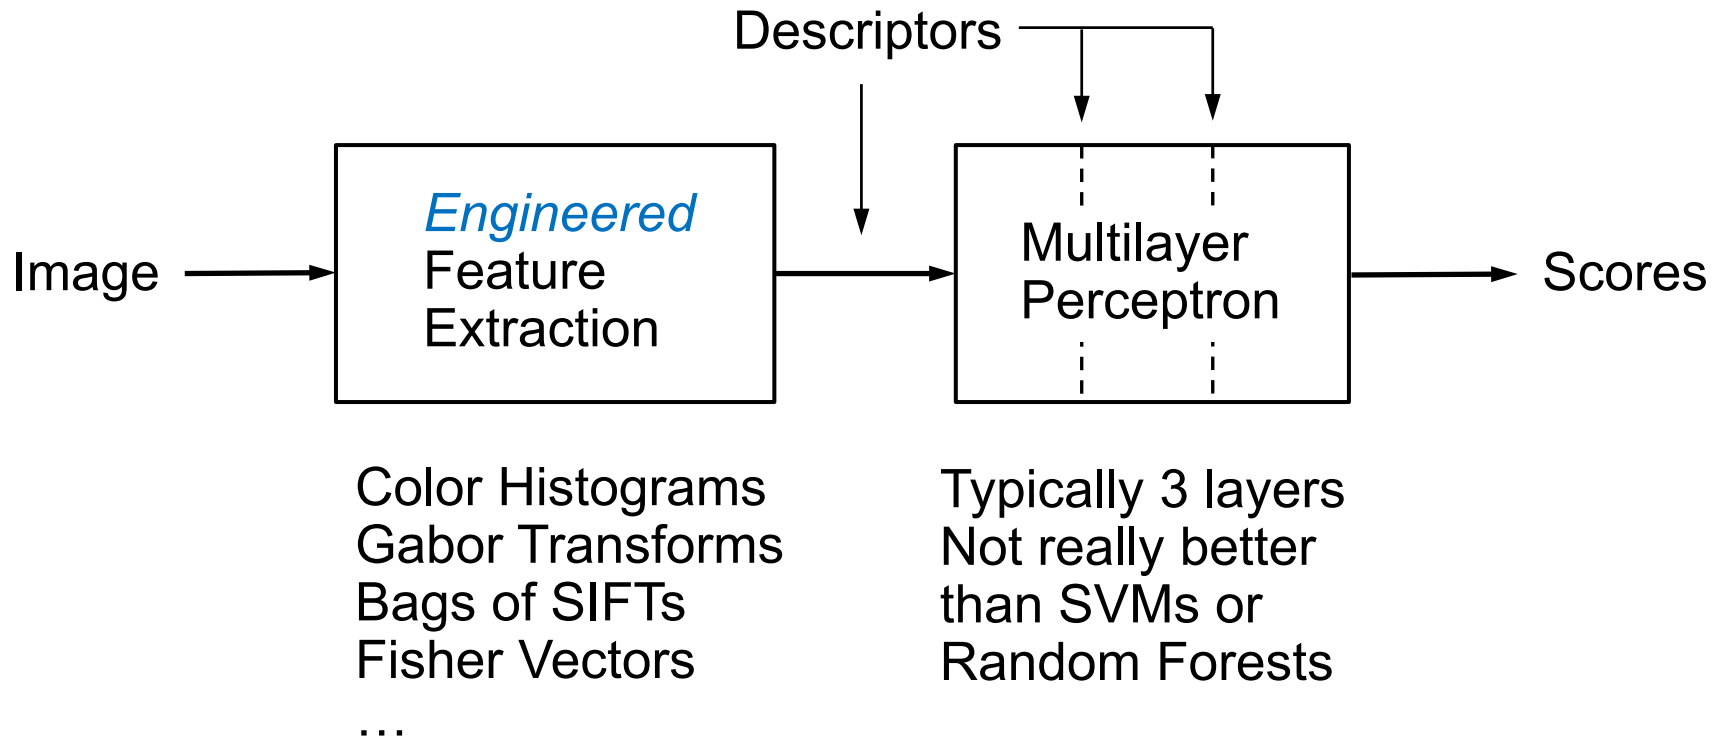 Descriptors
Image
Engineered
Feature
Extraction
Multilayer
Perceptron
Scores
Color Histograms
Gabor Transforms
Bags of SIFTs
Fisher Vectors
…
Typically 3 layers
Not really better
than SVMs or
Random Forests